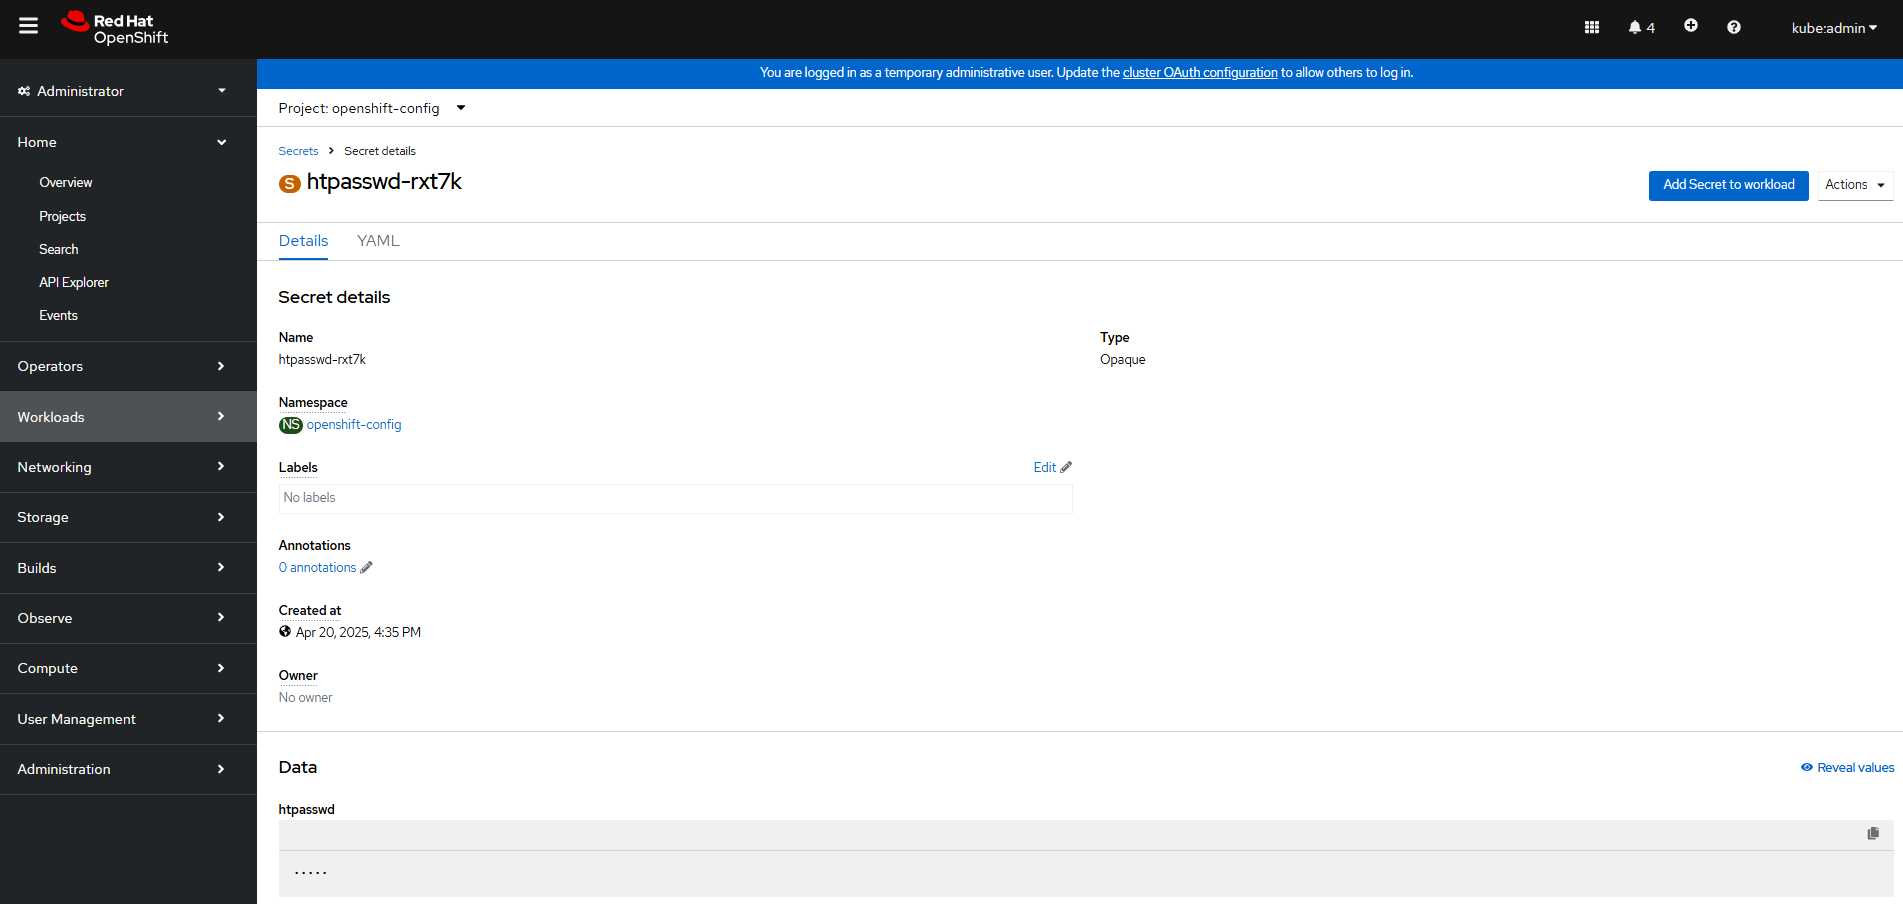 Red Hat
OpenShift
4
kube:admin
Administrator
You are logged in as a temporary administrative user. Update the cluster OAuth configuration to allow others to log in.
Project: openshift-config
Home
Overview
Projects
Search
API Explorer
Events
Operators
Workloads
Networking
Storage
Builds
Observe
Compute
User Management
Administration
Secrets
Secret details
S htpasswd-rxt7k
Add Secret to workload
Actions
Details
YAML
Secret details
Name
htpasswd-rxt7k
Type
Opaque
Namespace
NS openshift-config
Labels
Edit
No labels
Annotations
0 annotations
Created at
Apr 20, 2025, 4:35 PM
Owner
No owner
Data
Reveal values
htpasswd
.....